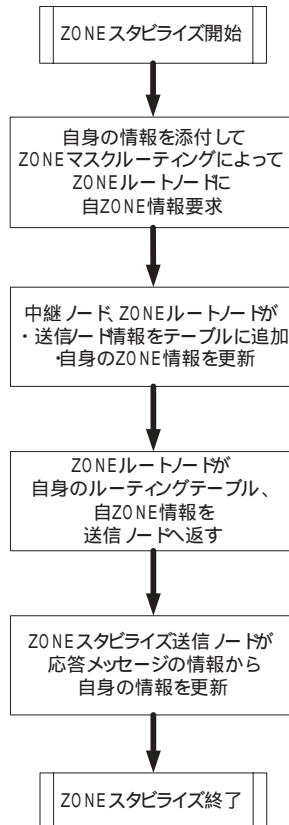 ZONEスタビライズ開始
自身の情報を添付して
ZONEマスクルーティングによって
ZONEルートノードに
自ZONE情報要求
中継ノード、ZONEルートノードが
・送信ノード情報をテーブルに追加
・自身のZONE情報を更新
ZONEルートノードが
自身のルーティングテーブル、
自ZONE情報を
送信ノードへ返す
ZONEスタビライズ送信ノードが
応答メッセージの情報から
自身の情報を更新
ZONEスタビライズ終了